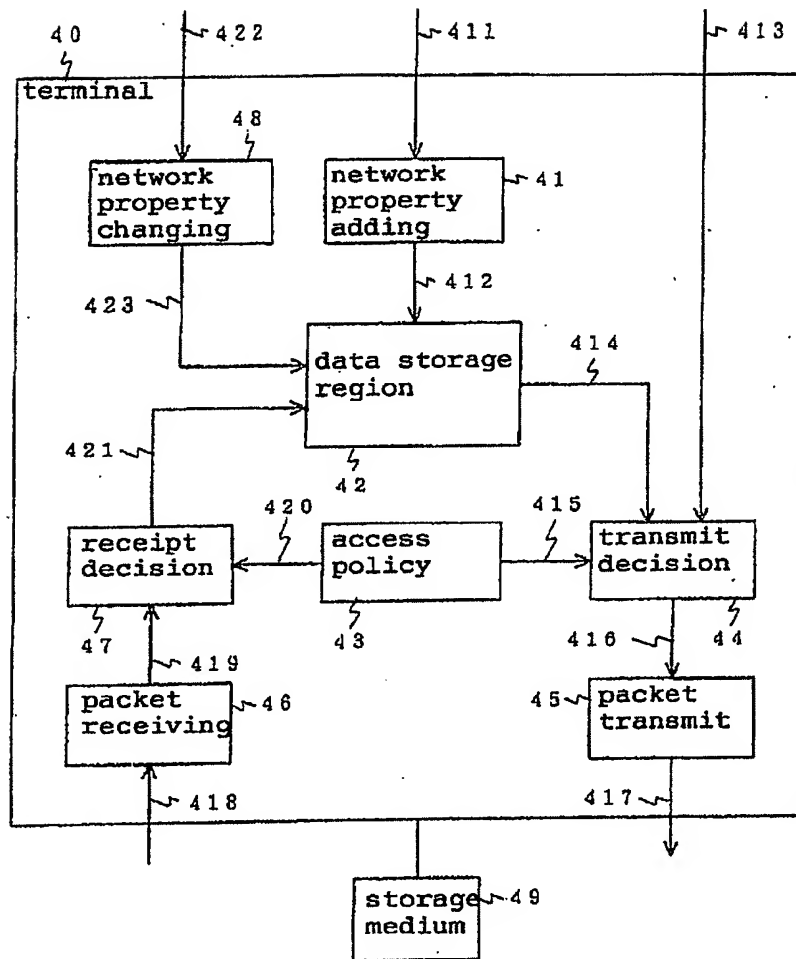 40
422
411
413
terminal
48
network
property
changing
network
property
adding
41
423
412
data storage
region
414
421
42
420
415
receipt
decision
access
policy
transmit
decision
47
43
416
44
419
packet
receiving
46
45
packet
transmit
418
417
storage
medium
49